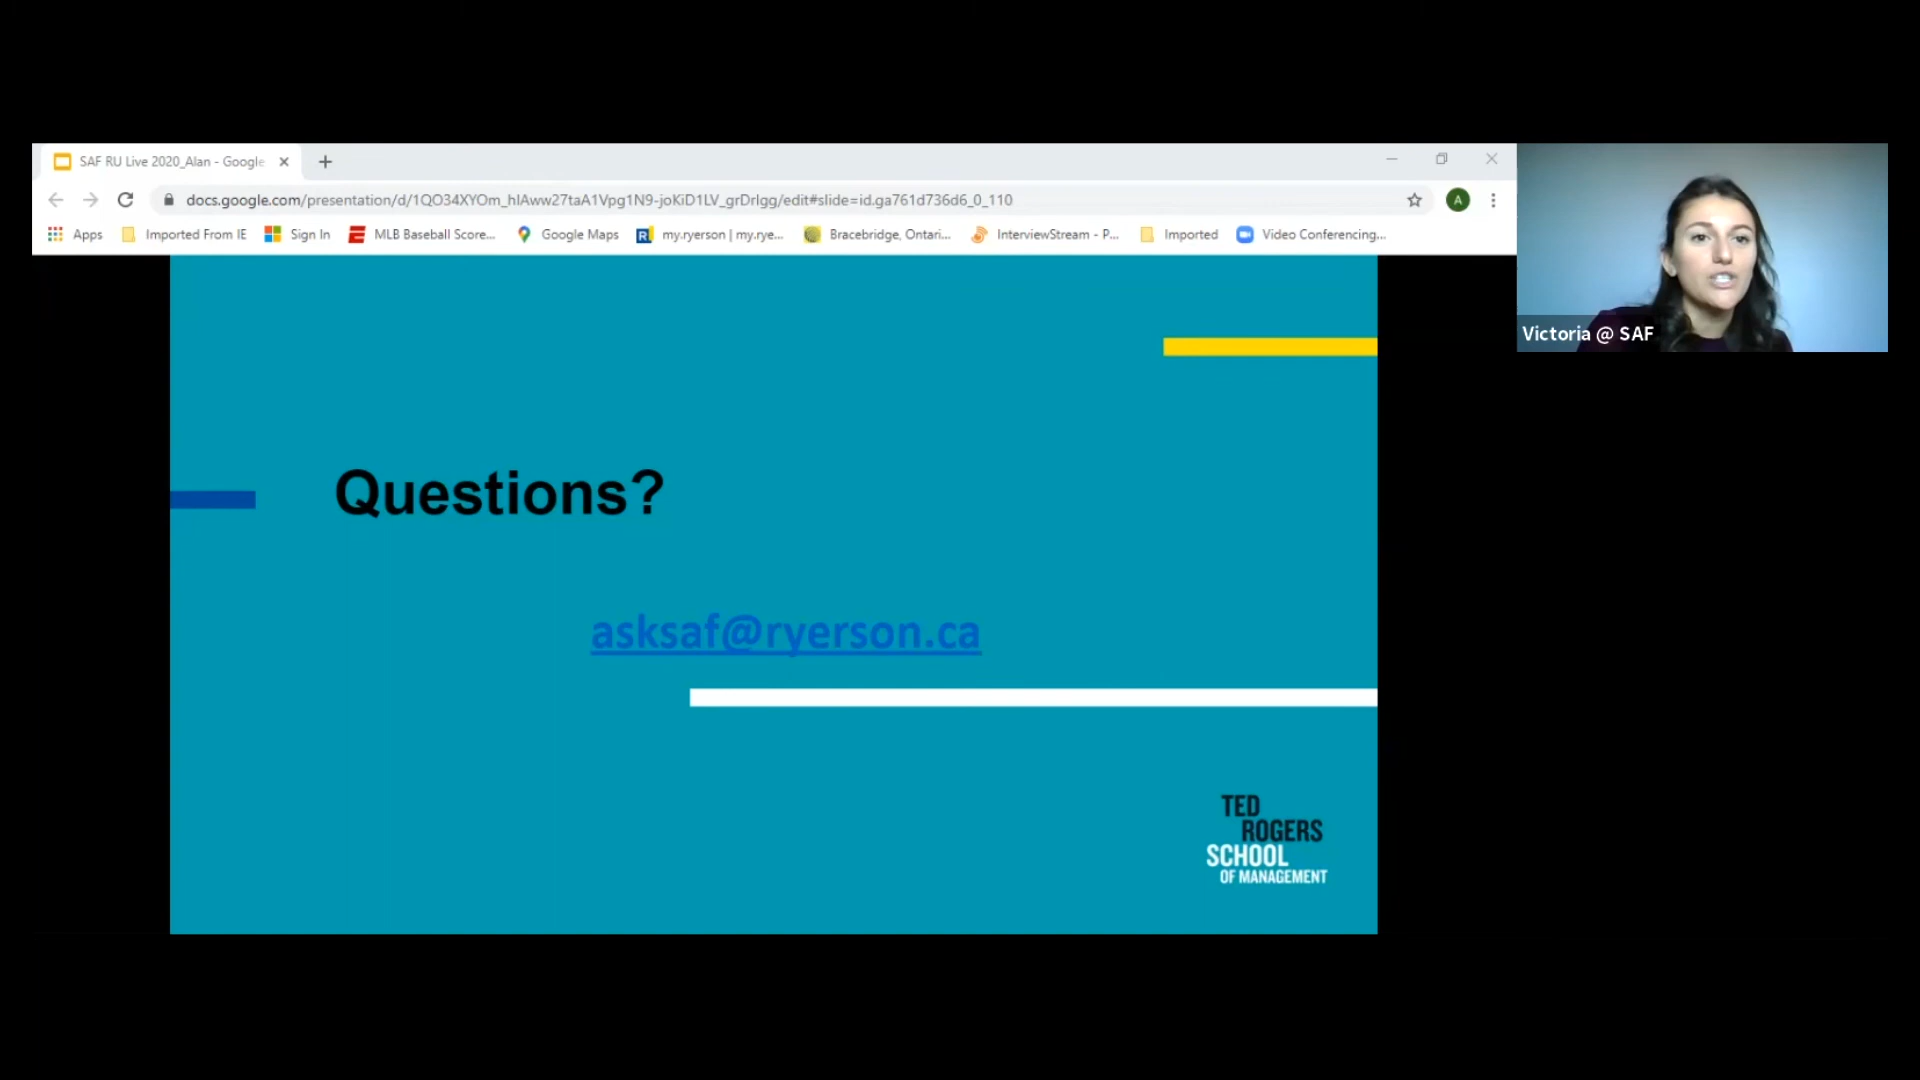 SAF RU Live 2020_Alan - Google
docs.google.com/presentation/d/1QO34XYOm_hIAww27taA1Vpg1N9-joKiD1LV_grDrIgg/edit#slide=id.ga761d736d6_0_110
A
Apps Imported From IE Sign In MLB Baseball Score... Google Maps my.ryerson | my.rye... Bracebridge, Ontari... InterviewStream - P... Imported Video Conferencing...
Victoria @ SAF
Questions?
asksaf@ryerson.ca
TED
ROGERS
SCHOOL
OF MANAGEMENT